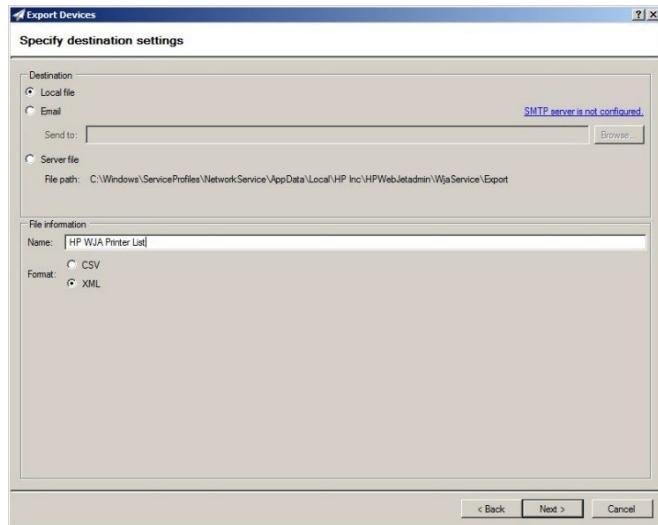 Export Devices
Specify destination settings
Destination
Local file
Email
SMTP server is not configured.
Send to:
Browse...
Server file
File path: C:\Windows\ServiceProfiles\NetworkService\AppData\Local\HP Inc\HPWebJetadmin\WjaService\Export
File information
Name: HP WJA Printer List
CSV
Format:
XML
< Back Next > Cancel